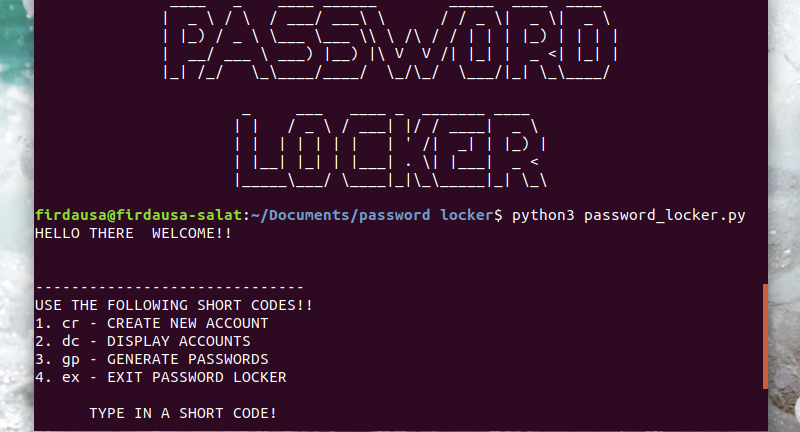 PASSWORD
LOCKER
firdausa@firdausa-salat:~/Documents/password locker$ python3 password_locker.py
HELLO THERE  WELCOME!!
------------------------------
USE THE FOLLOWING SHORT CODES!!
1. cr - CREATE NEW ACCOUNT
2. dc - DISPLAY ACCOUNTS
3. gp - GENERATE PASSWORDS
4. ex - EXIT PASSWORD LOCKER
TYPE IN A SHORT CODE!